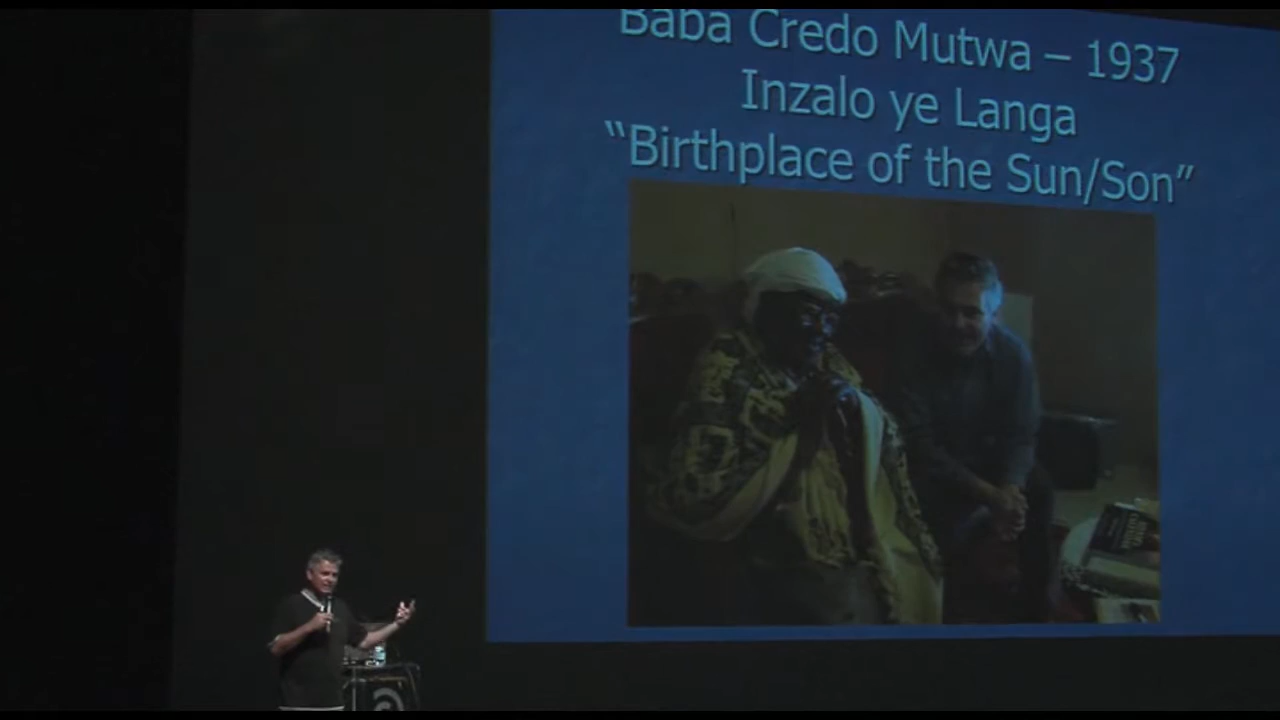 Baba Credo Mutwa – 1937
Inzalo ye Langa
“Birthplace of the Sun/Son”